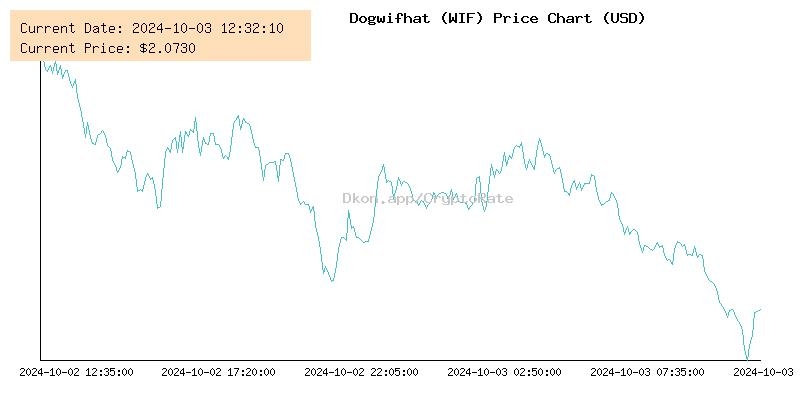 Dogwifhat (WIF) Price Chart (USD)
Current Date: 2024-10-03 12:32:10
Current Price: $2.0730
Dkon.app/CryptoRate
2024-10-02 12:35:00 2024-10-02 17:20:00 2024-10-02 22:05:00 2024-10-03 02:50:00 2024-10-03 07:35:00 2024-10-03